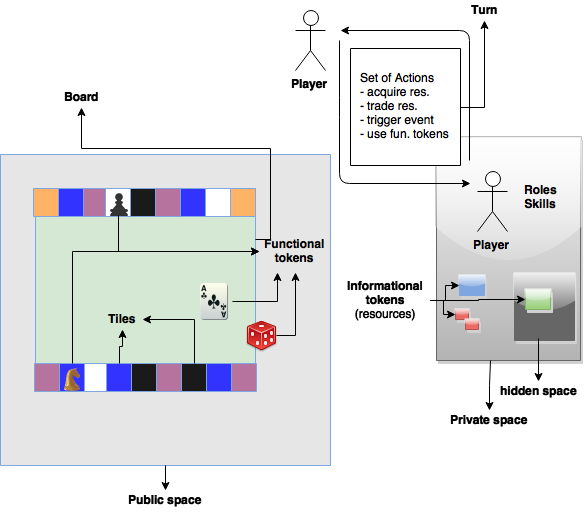 Turn
Player
Set of Actions
- acquire res.
- trade res.
- trigger event
- use fun. tokens
Board
Roles
Skills
Player
Functional
tokens
A
A
Informational
tokens
(resources)
Tiles
hidden space
Private space
Public space